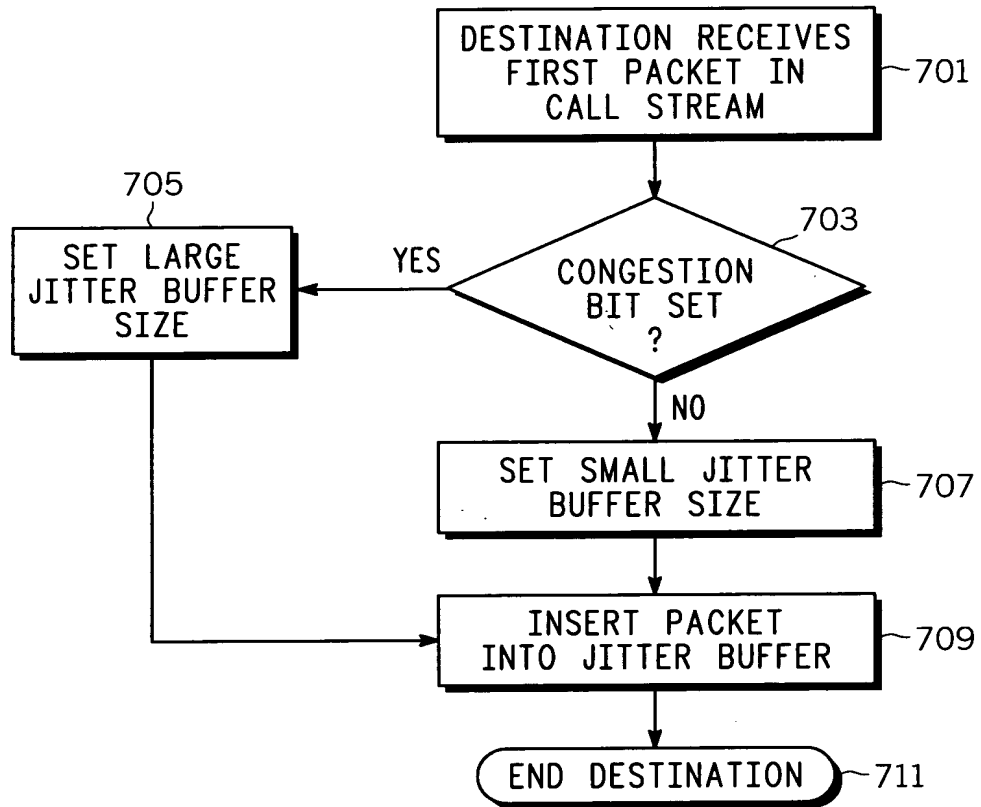 DESTINATION RECEIVES
FIRST PACKET IN
CALL STREAM
701
703
CONGESTION
BIT SET
?
YES
705
SET LARGE
JITTER BUFFER
SIZE
NO
SET SMALL JITTER
BUFFER SIZE
707
INSERT PACKET
INTO JITTER BUFFER
709
END DESTINATION
711